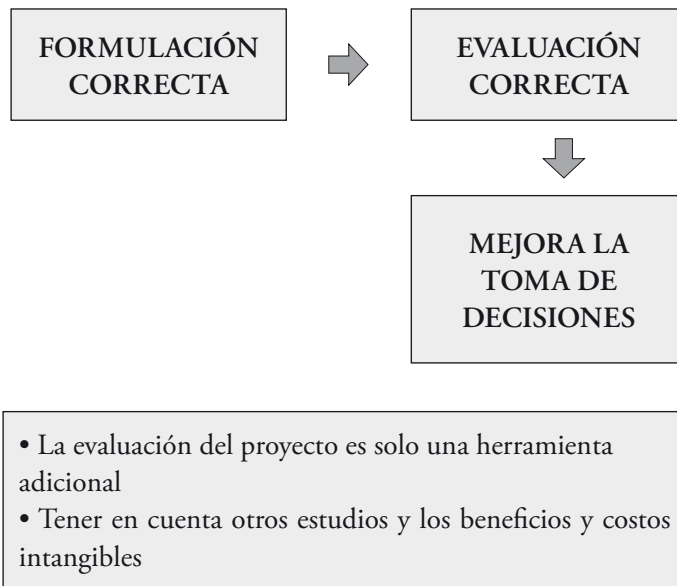 FORMULACIÓN
CORRECTA
EVALUACIÓN
CORRECTA
MEJORA LA
TOMA DE
DECISIONES
• La evaluación del proyecto es solo una herramienta
adicional
• Tener en cuenta otros estudios y los beneficios y costos
intangibles